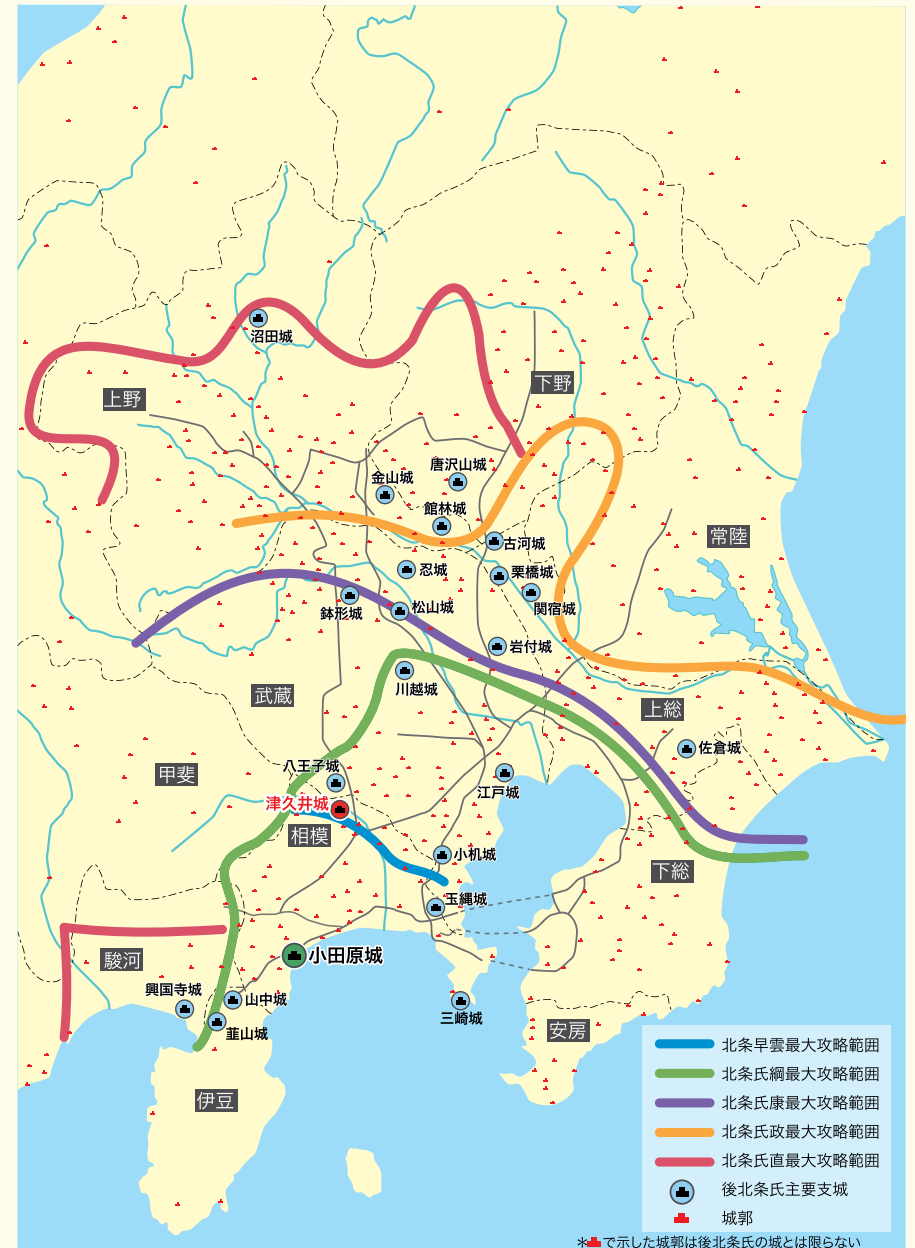 沼田城
上野
下野
唐沢山城
金山城
館林城
古河城
常陸
忍城
栗橋城
鉢形城
松山城
関宿城
岩付城
川越城
武蔵
上総
佐倉城
八王子城
甲斐
江戸城
津久井城
相模
小机城
下総
玉縄城
小田原城
駿河
興国寺城
山中城
三崎城
韮山城
安房
伊豆
北条早雲最大攻略範囲
北条氏綱最大攻略範囲
北条氏康最大攻略範囲
北条氏政最大攻略範囲
北条氏直最大攻略範囲
後北条氏主要支城
城郭
＊で示した城郭は後北条氏の城とは限らない